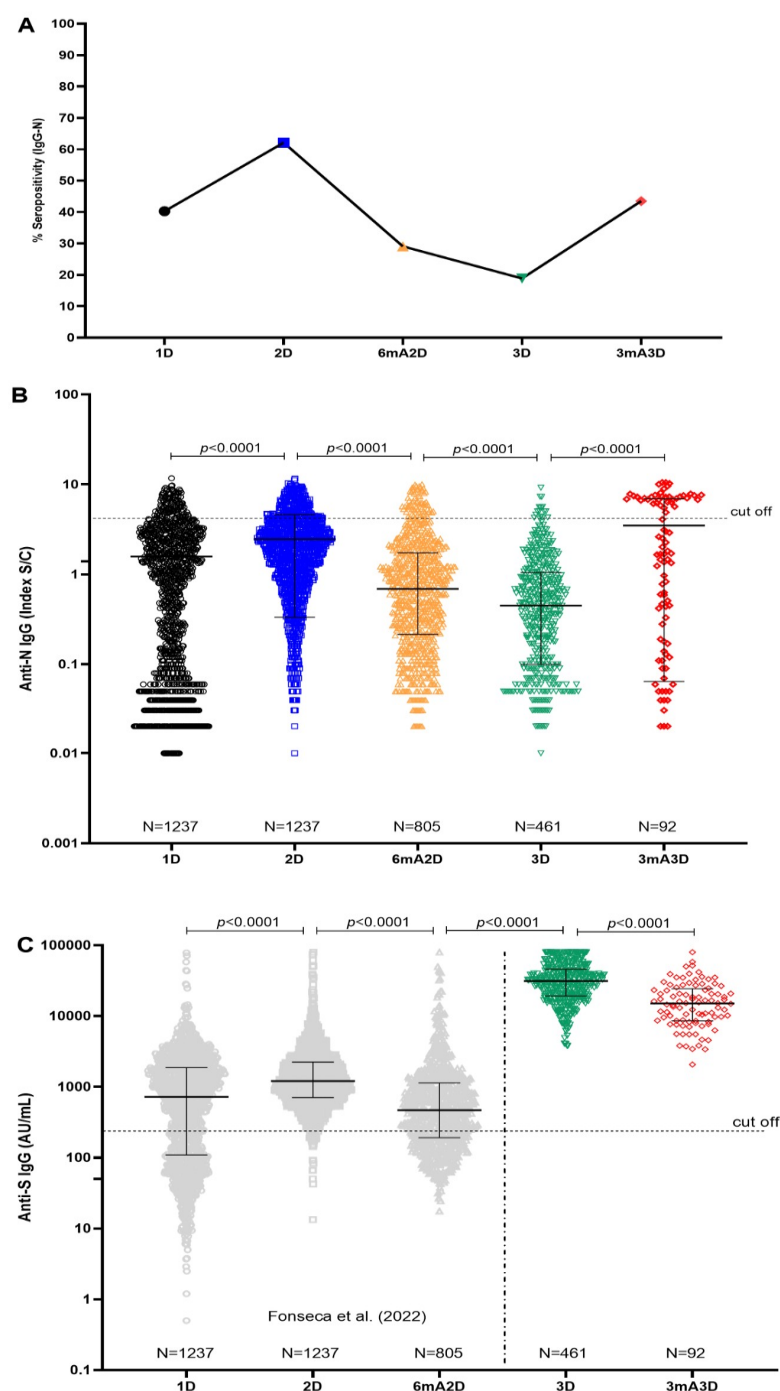 A
100
90
80
70
60
50
40
30
20
10
0
% Seropositivity (IgG-N)
1D 2D 6mA2D 3D 3mA3D
B
100
10
1
0.1
0.01
0.001
Anti-N IgG (Index S/C)
p<0.0001 p<0.0001 p<0.0001 p<0.0001
cut off
N=1237 N=1237 N=805 N=461 N=92
1D 2D 6mA2D 3D 3mA3D
p<0.0001 p<0.0001 p<0.0001 p<0.0001
C
100000
10000
1000
100
10
1
0.1
Anti-S IgG (AU/mL)
cut off
Fonseca et al. (2022)
N=1237 N=1237 N=805 N=461 N=92
1D 2D 6mA2D 3D 3mA3D